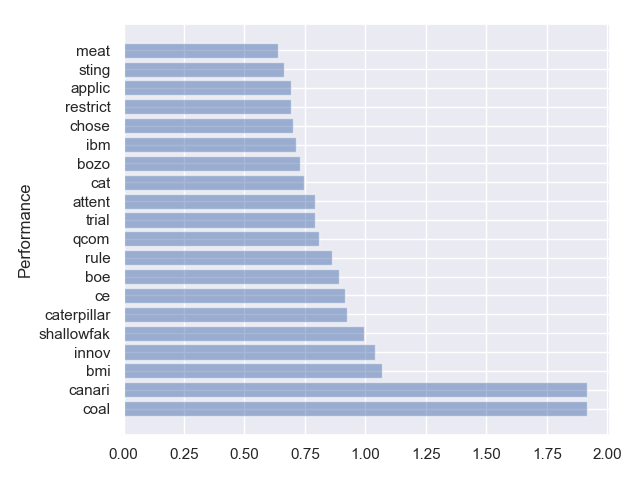 meat
sting
applic
restrict
chose
ibm
bozo
cat
attent
trial
qcom
rule
boe
ce
caterpillar
shallowfak
innov
bmi
canari
coal
Performance
0.00 0.25 0.50 0.75 1.00 1.25 1.50 1.75 2.00